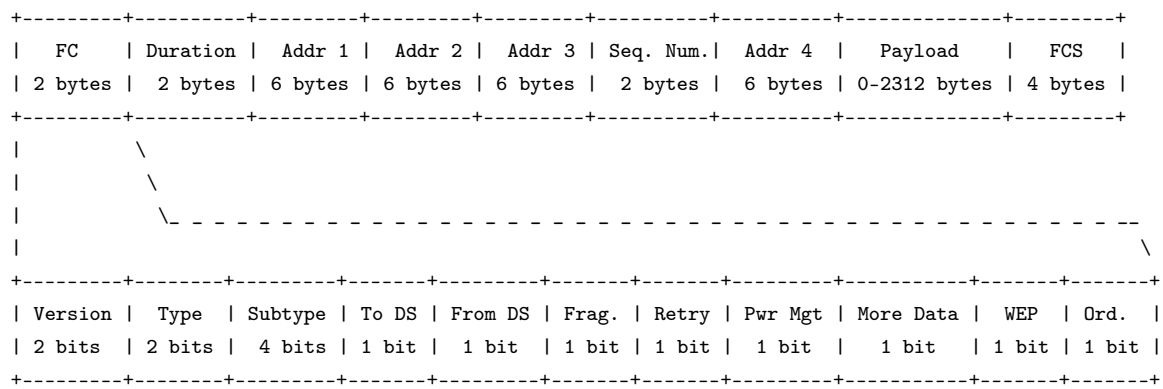 | FC | Duration | Addr 1 | Addr 2 | Addr 3 | Seq. Num.| Addr 4 | Payload | FCS |
| 2 bytes | 2 bytes | 6 bytes | 6 bytes | 6 bytes | 2 bytes | 6 bytes | 0-2312 bytes | 4 bytes |
| Version | Type | Subtype | To DS | From DS | Frag. | Retry | Pwr Mgt | More Data | WEP | Ord. |
| 2 bits | 2 bits | 4 bits | 1 bit | 1 bit | 1 bit | 1 bit | 1 bit | 1 bit | 1 bit | 1 bit |